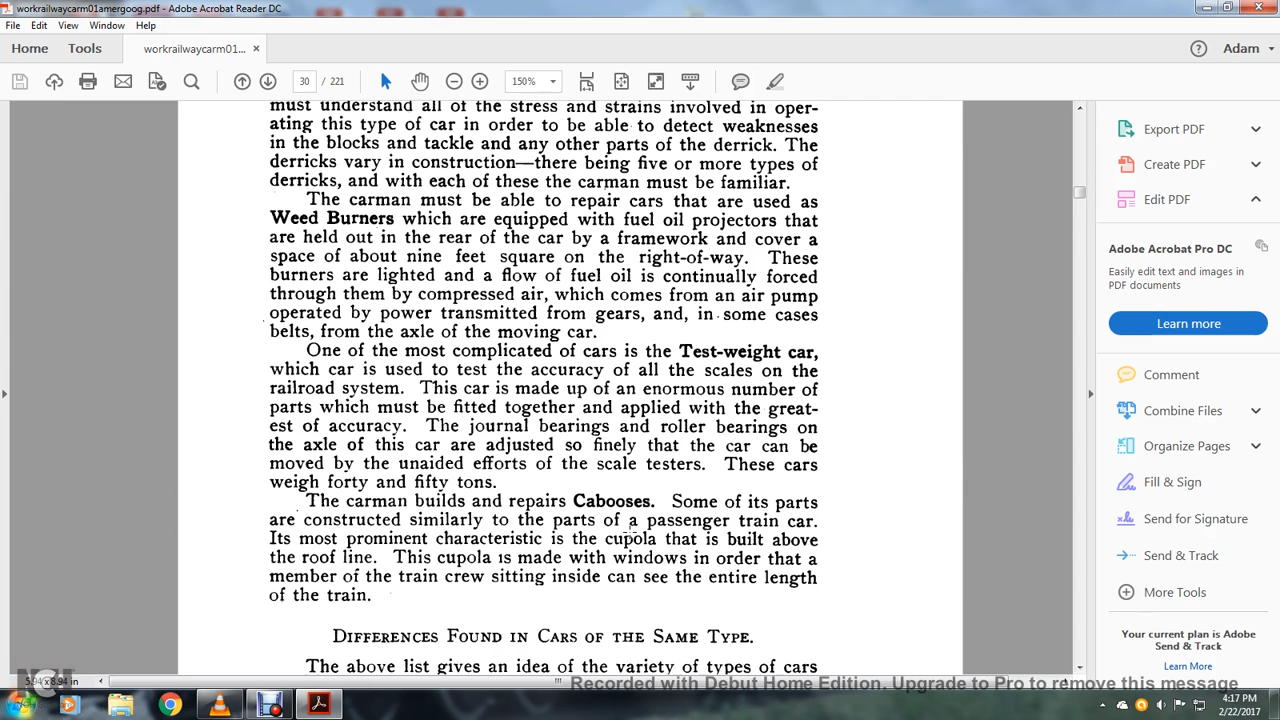 workrailwaycarm01amergoog.pdf - Adobe Acrobat Reader DC
File Edit View Window Help
Home Tools workrailwaycarm01... × Adam
30 / 221 150%
must understand all of the stress and strains involved in oper-
ating this type of car in order to be able to detect weaknesses
in the blocks and tackle and any other parts of the derrick. The
derricks vary in construction—there being five or more types of
derricks, and with each of these the carman must be familiar.
The carman must be able to repair cars that are used as
Weed Burners which are equipped with fuel oil projectors that
are held out in the rear of the car by a framework and cover a
space of about nine feet square on the right-of-way. These
burners are lighted and a flow of fuel oil is continually forced
through them by compressed air, which comes from an air pump
operated by power transmitted from gears, and, in some cases
belts, from the axle of the moving car.
One of the most complicated of cars is the Test-weight car,
which car is used to test the accuracy of all the scales on the
railroad system. This car is made up of an enormous number of
parts which must be fitted together and applied with the great-
est of accuracy. The journal bearings and roller bearings on
the axle of this car are adjusted so finely that the car can be
moved by the unaided efforts of the scale testers. These cars
weigh forty and fifty tons.
The carman builds and repairs Cabooses. Some of its parts
are constructed similarly to the parts of a passenger train car.
Its most prominent characteristic is the cupola that is built above
the roof line. This cupola is made with windows in order that a
member of the train crew sitting inside can see the entire length
of the train.
Differences Found in Cars of the Same Type.
The above list gives an idea of the variety of types of cars
Export PDF
Create PDF
Edit PDF
Adobe Acrobat Pro DC
Easily edit text and images in
PDF documents
Learn more
Comment
Combine Files
Organize Pages
Fill & Sign
Send for Signature
Send & Track
More Tools
Your current plan is Adobe
Send & Track
Learn More
5.94 x 8.94 in
Recorded with Debut Home Edition. Upgrade to Pro to remove this message
4:17 PM
2/22/2017